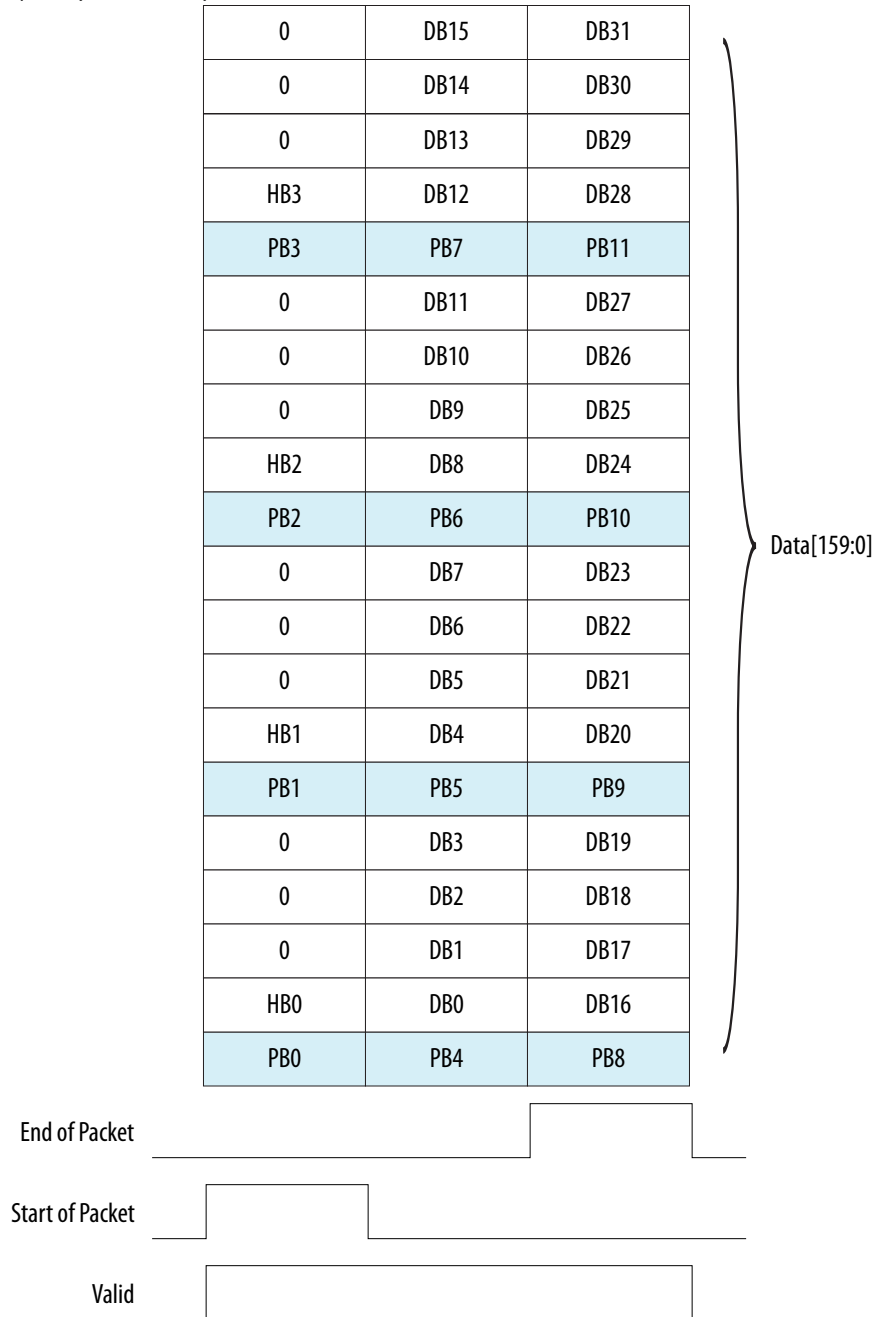 0 DB15 DB31
0 DB14 DB30
0 DB13 DB29
HB3 DB12 DB28
PB3 PB7 PB11
0 DB11 DB27
0 DB10 DB26
0 DB9 DB25
HB2 DB8 DB24
PB2 PB6 PB10
Data[159:0]
0 DB7 DB23
0 DB6 DB22
0 DB5 DB21
HB1 DB4 DB20
PB1 PB5 PB9
0 DB3 DB19
0 DB2 DB18
0 DB1 DB17
HB0 DB0 DB16
PB0 PB4 PB8
End of Packet
Start of Packet
Valid